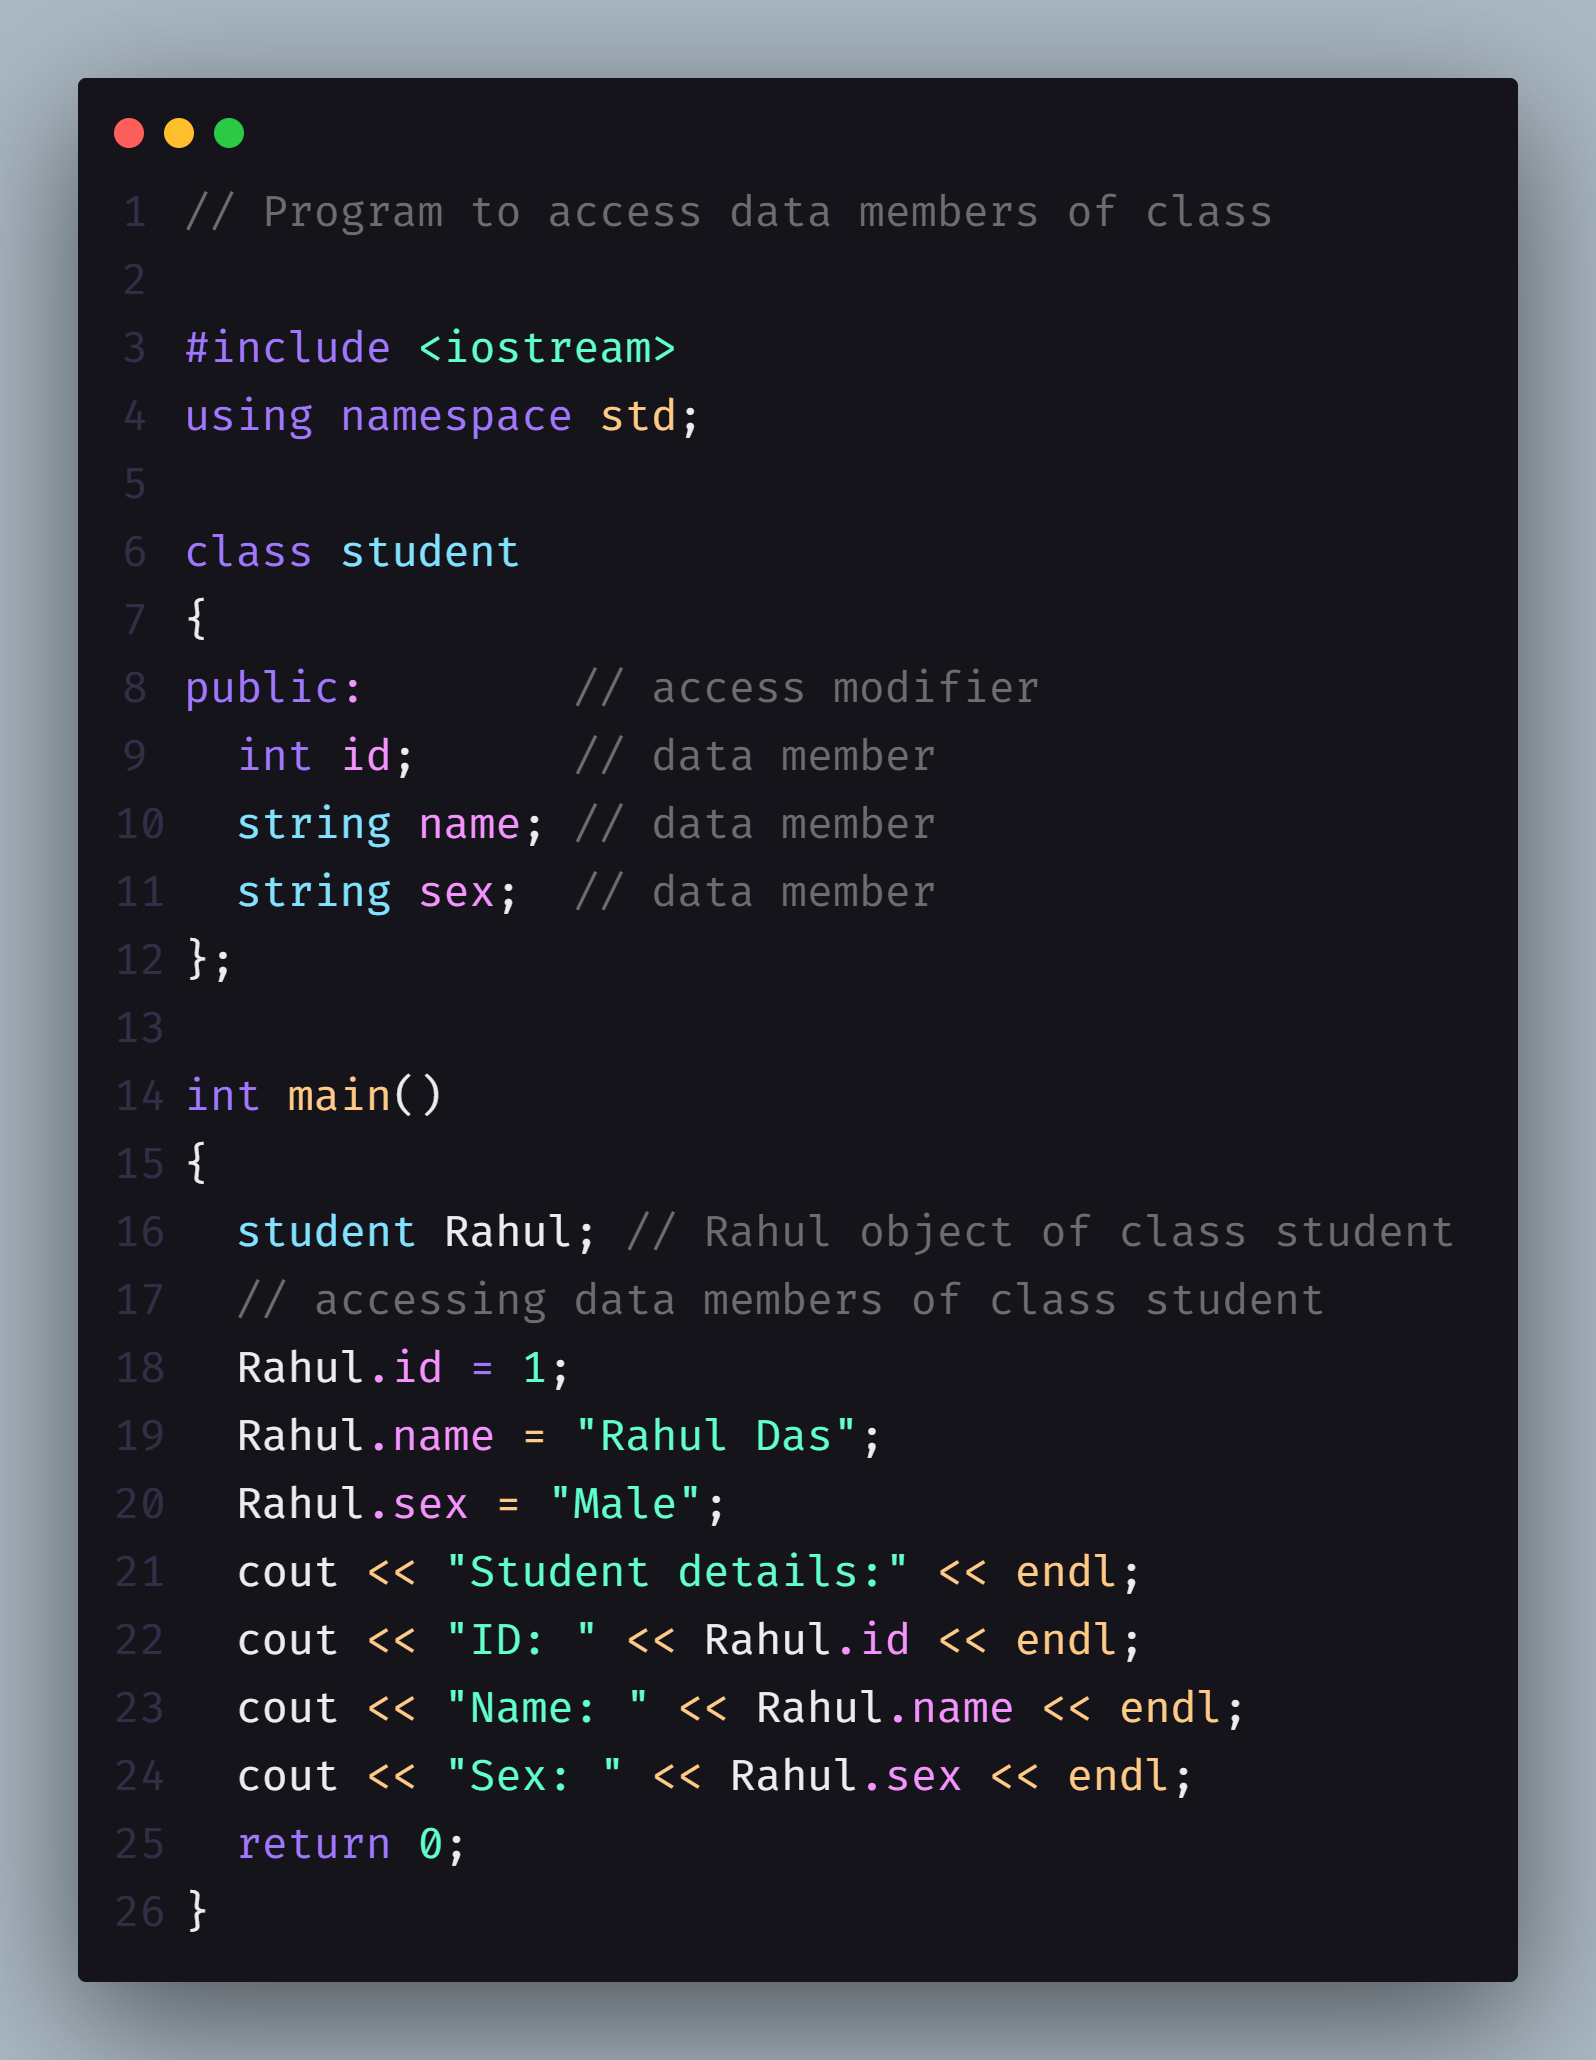 1 // Program to access data members of class
2
3 #include <iostream>
4 using namespace std;
5
6 class student
7 {
8 public:        // access modifier
9   int id;      // data member
10   string name; // data member
11   string sex;  // data member
12 };
13
14 int main()
15 {
16   student Rahul; // Rahul object of class student
17   // accessing data members of class student
18   Rahul.id = 1;
19   Rahul.name = "Rahul Das";
20   Rahul.sex = "Male";
21   cout << "Student details:" << endl;
22   cout << "ID: " << Rahul.id << endl;
23   cout << "Name: " << Rahul.name << endl;
24   cout << "Sex: " << Rahul.sex << endl;
25   return 0;
26 }